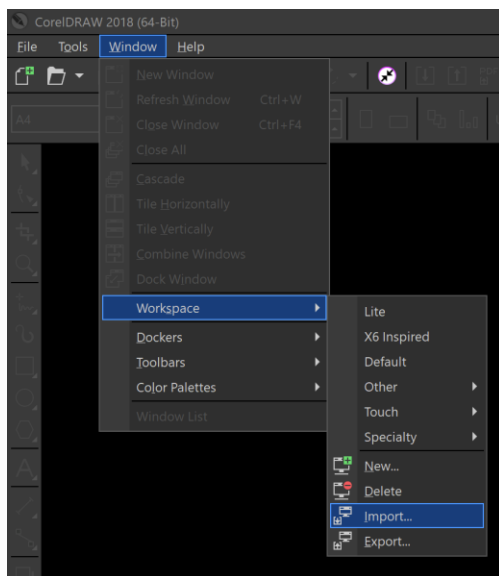 CorelDRAW 2018 (64-Bit)
File Tools Window Help
A4
New Window
Refresh Window Ctrl+W
Close Window Ctrl+F4
Close All
Cascade
Tile Horizontally
Tile Vertically
Combine Windows
Dock Window
Workspace
Dockers
Toolbars
Color Palettes
Window List
Lite
X6 Inspired
Default
Other
Touch
Specialty
New...
Delete
Import...
Export...